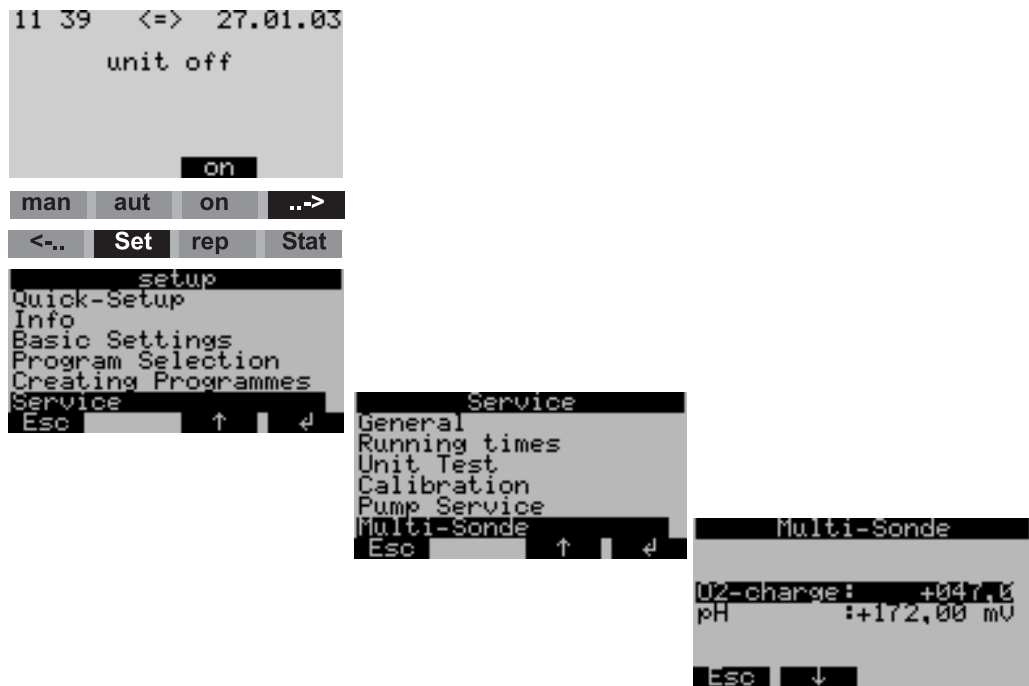 11 39 <=> 27.01.03
unit off
on
man aut on ..->
<-.. Set rep Stat
setup
Quick-Setup
Info
Basic Settings
Program Selection
Creating Programmes
Service
Esc ↑ ↲
Service
General
Running times
Unit Test
Calibration
Pump Service
Multi-Sonde
Esc ↑ ↲
Multi-Sonde
O2-charge: +047,0
pH :+172,00 mV
Esc ↓